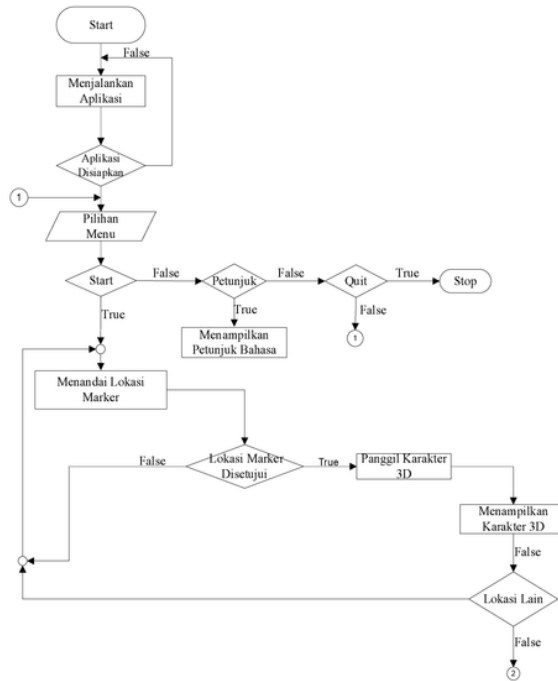 Start
False
Menjalankan
Aplikasi
Aplikasi
Disiapkan
1
Pilihan
Menu
Start
False
Petunjuk
False
Quit
True
Stop
True
True
False
Menampilkan
Petunjuk Bahasa
1
Menandai Lokasi
Marker
False
Lokasi Marker
Disetujui
True
Panggil Karakter
3D
Menampilkan
Karakter 3D
False
Lokasi Lain
False
2